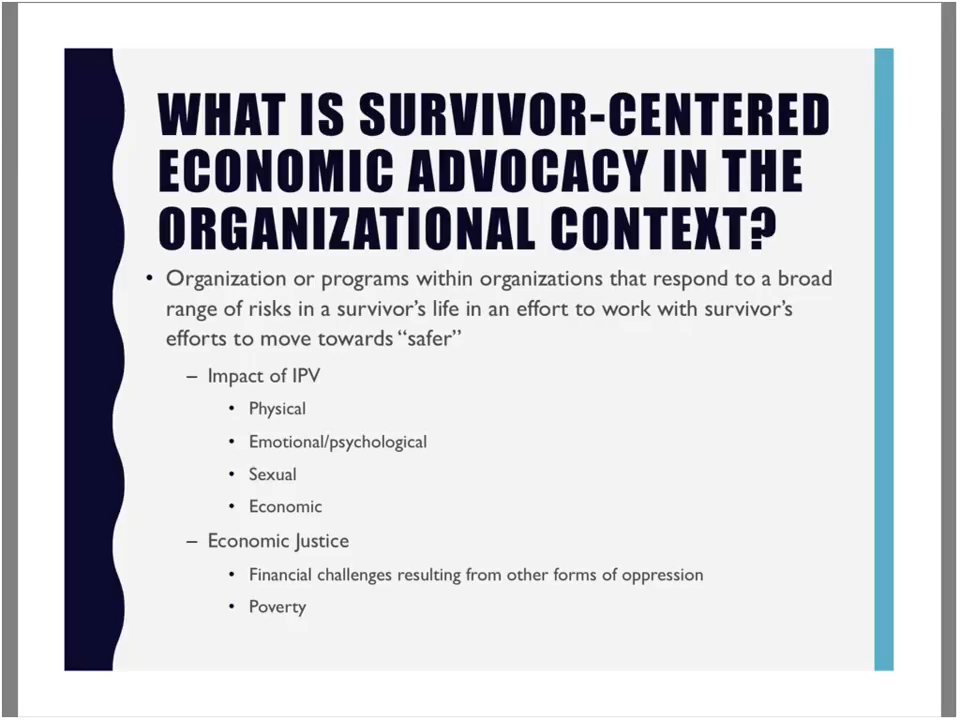 WHAT IS SURVIVOR-CENTERED
ECONOMIC ADVOCACY IN THE
ORGANIZATIONAL CONTEXT?
• Organization or programs within organizations that respond to a broad
range of risks in a survivor's life in an effort to work with survivor's
efforts to move towards "safer"
– Impact of IPV
• Physical
• Emotional/psychological
• Sexual
• Economic
– Economic Justice
• Financial challenges resulting from other forms of oppression
• Poverty